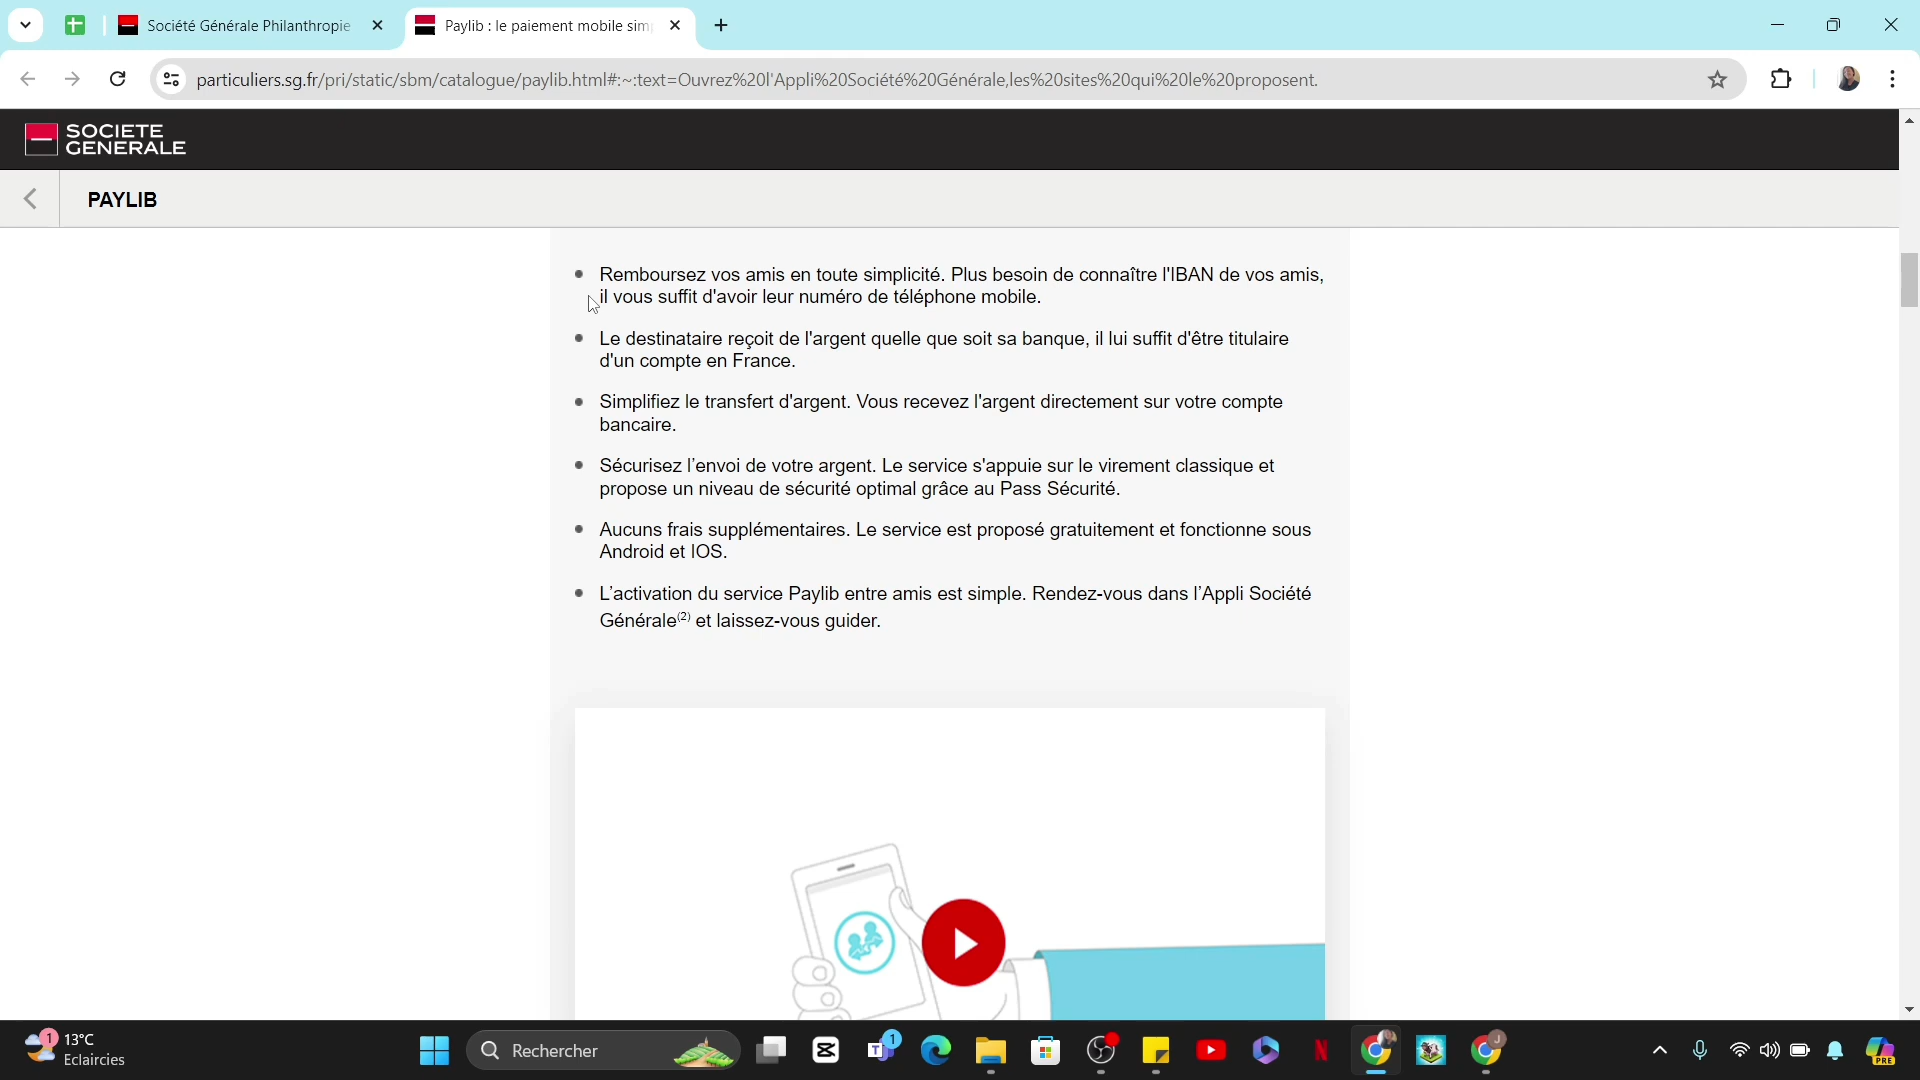 Société Générale Philanthropie
Paylib : le paiement mobile sim
particuliers.sg.fr/pri/static/sbm/catalogue/paylib.html#:~:text=Ouvrez%20l'Appli%20Société%20Générale,les%20sites%20qui%20le%20proposent.
SOCIETE
GENERALE
PAYLIB
Remboursez vos amis en toute simplicité. Plus besoin de connaître l'IBAN de vos amis,
il vous suffit d'avoir leur numéro de téléphone mobile.
Le destinataire reçoit de l'argent quelle que soit sa banque, il lui suffit d'être titulaire
d'un compte en France.
Simplifiez le transfert d'argent. Vous recevez l'argent directement sur votre compte
bancaire.
Sécurisez l’envoi de votre argent. Le service s'appuie sur le virement classique et
propose un niveau de sécurité optimal grâce au Pass Sécurité.
Aucuns frais supplémentaires. Le service est proposé gratuitement et fonctionne sous
Android et IOS.
L’activation du service Paylib entre amis est simple. Rendez-vous dans l’Appli Société
Générale(2) et laissez-vous guider.
1
13°C
Eclaircies
Rechercher
1
T
N
J
PRE